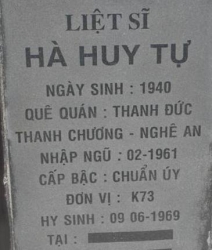 LIỆT SĨ
HÀ HUY TỰ
NGÀY SINH : 1940
QUÊ QUÁN : THANH ĐỨC
THANH CHƯƠNG - NGHÊ AN
NHẬP NGŨ : 02-1961
CẤP BẬC : CHUẨN ÚY
ĐƠN VỊ : K73
HY SINH : 09 06-1969
TẠI :